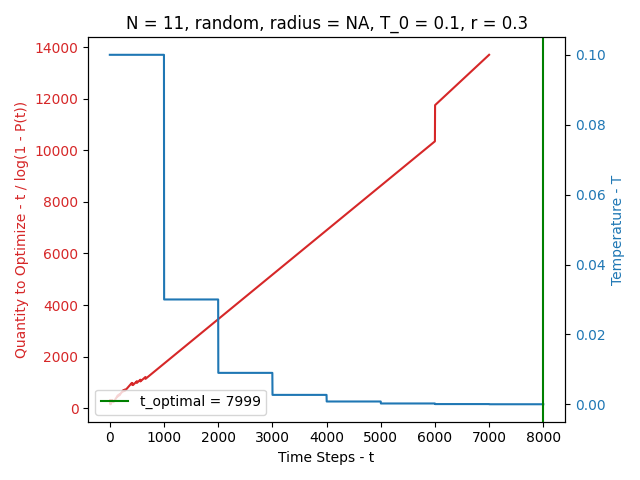 N = 11, random, radius = NA, T_0 = 0.1, r = 0.3
Quantity to Optimize - t / log(1 - P(t))
14000
12000
10000
8000
6000
4000
2000
0
0.10
0.08
0.06
0.04
0.02
0.00
Temperature - T
t_optimal = 7999
0 1000 2000 3000 4000 5000 6000 7000 8000
Time Steps - t